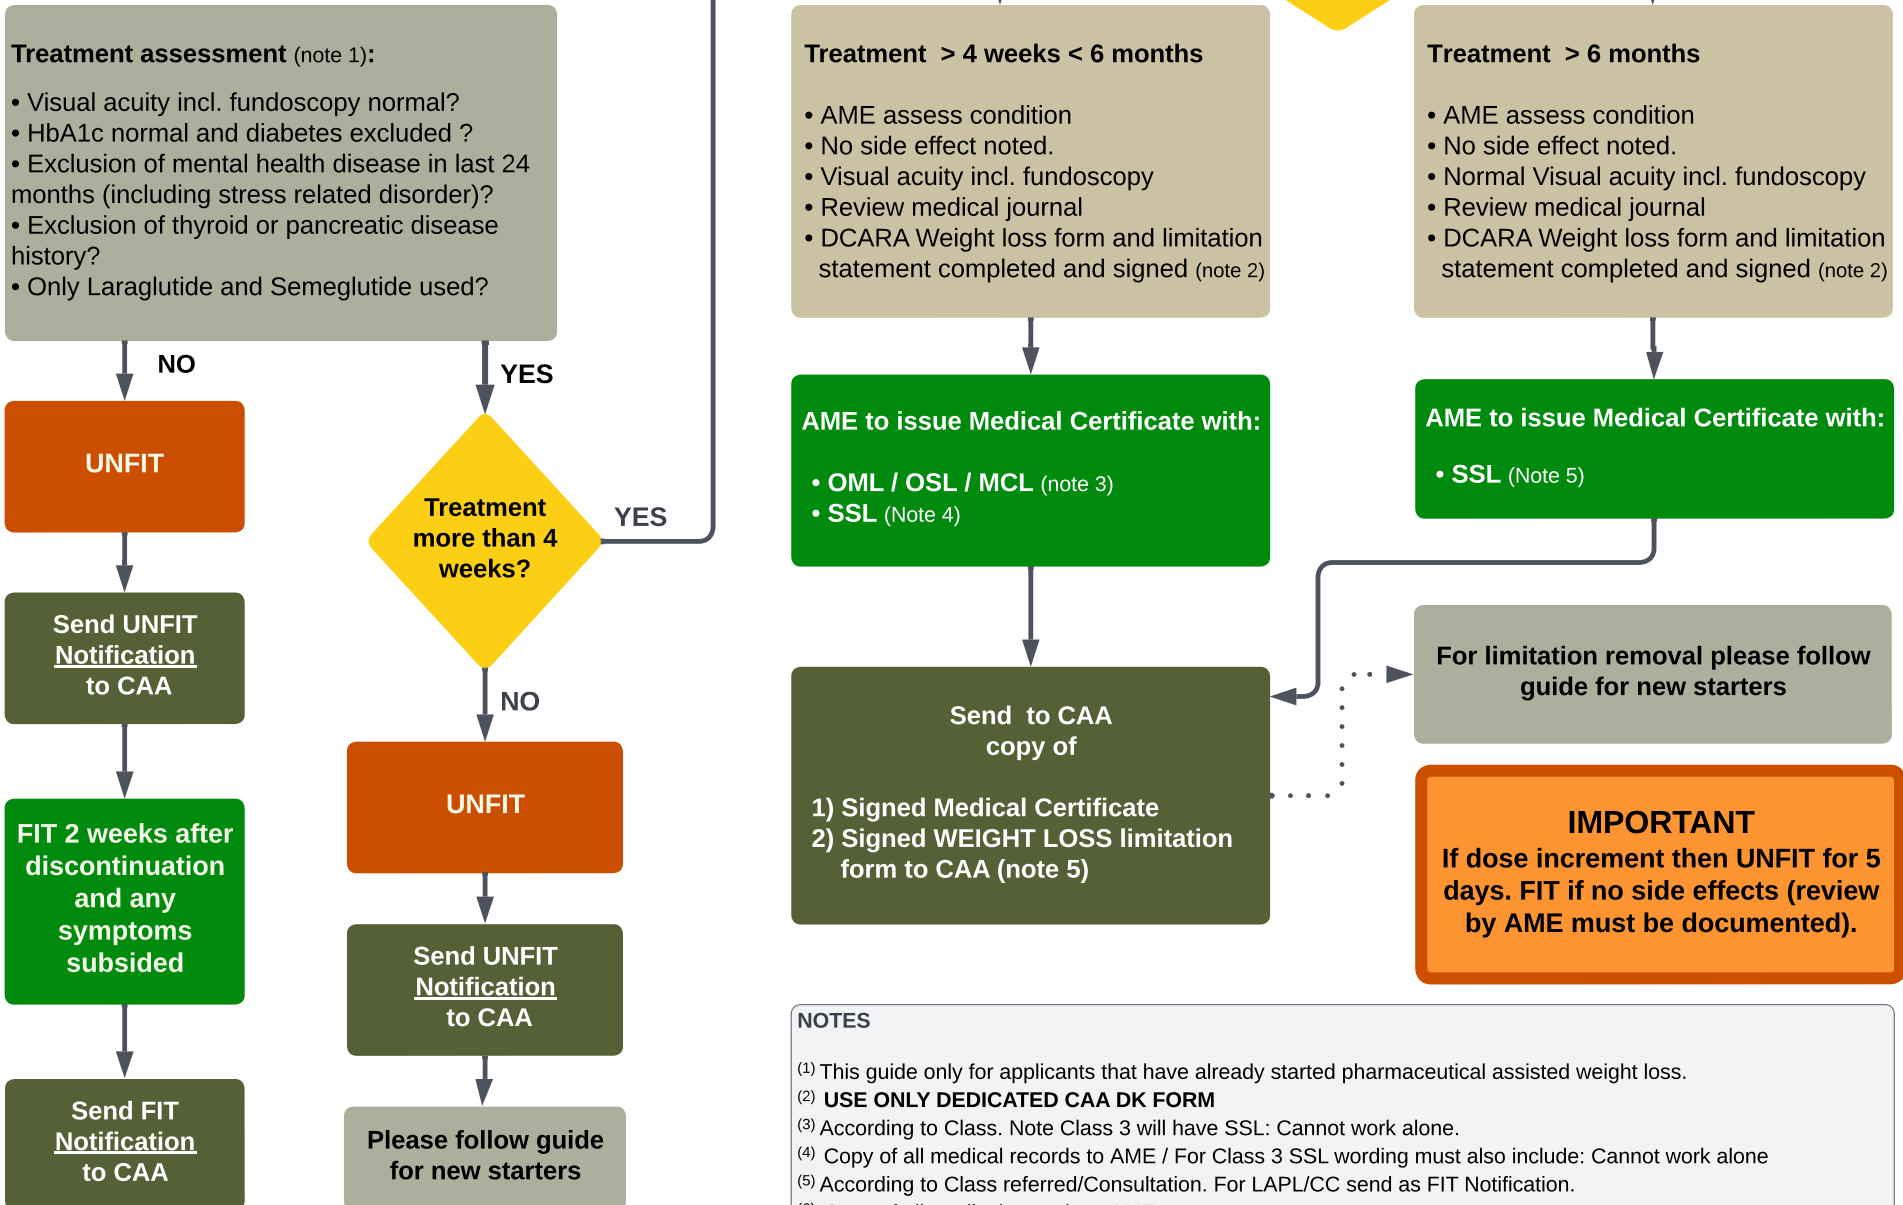 Treatment assessment (note 1):
• Visual acuity incl. fundoscopy normal?
• HbA1c normal and diabetes excluded ?
• Exclusion of mental health disease in last 24
months (including stress related disorder)?
• Exclusion of thyroid or pancreatic disease
history?
• Only Laraglutide and Semeglutide used?
NO
YES
UNFIT
Send UNFIT
Notification
to CAA
FIT 2 weeks after
discontinuation
and any
symptoms
subsided
Send FIT
Notification
to CAA
Treatment
more than 4
weeks?
YES
NO
UNFIT
Send UNFIT
Notification
to CAA
Please follow guide
for new starters
Treatment  > 4 weeks < 6 months
• AME assess condition
• No side effect noted.
• Visual acuity incl. fundoscopy
• Review medical journal
• DCARA Weight loss form and limitation
statement completed and signed (note 2)
AME to issue Medical Certificate with:
• OML / OSL / MCL (note 3)
• SSL (Note 4)
Send  to CAA
copy of
1) Signed Medical Certificate
2) Signed WEIGHT LOSS limitation
form to CAA (note 5)
Treatment  > 6 months
• AME assess condition
• No side effect noted.
• Normal Visual acuity incl. fundoscopy
• Review medical journal
• DCARA Weight loss form and limitation
statement completed and signed (note 2)
AME to issue Medical Certificate with:
• SSL (Note 5)
For limitation removal please follow
guide for new starters
IMPORTANT
If dose increment then UNFIT for 5
days. FIT if no side effects (review
by AME must be documented).
NOTES
(1) This guide only for applicants that have already started pharmaceutical assisted weight loss.
(2) USE ONLY DEDICATED CAA DK FORM
(3) According to Class. Note Class 3 will have SSL: Cannot work alone.
(4) Copy of all medical records to AME / For Class 3 SSL wording must also include: Cannot work alone
(5) According to Class referred/Consultation. For LAPL/CC send as FIT Notification.